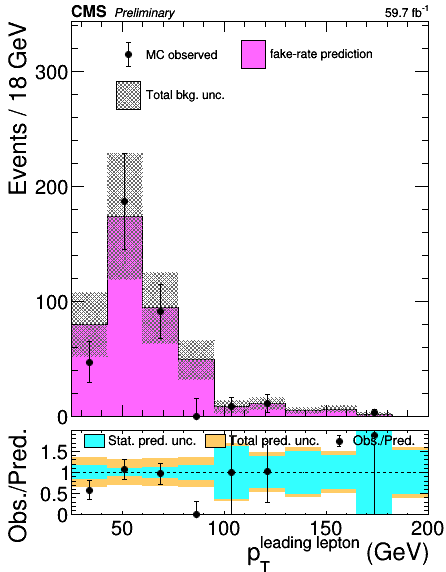 CMS Preliminary 59.7 fb⁻¹
MC observed
fake-rate prediction
Total bkg. unc.
Events / 18 GeV
300
200
100
0
Stat. pred. unc.
Total pred. unc.
Obs./Pred.
Obs./Pred.
1.5
1
0.5
0
50 100 150 200
p_T^leading lepton (GeV)